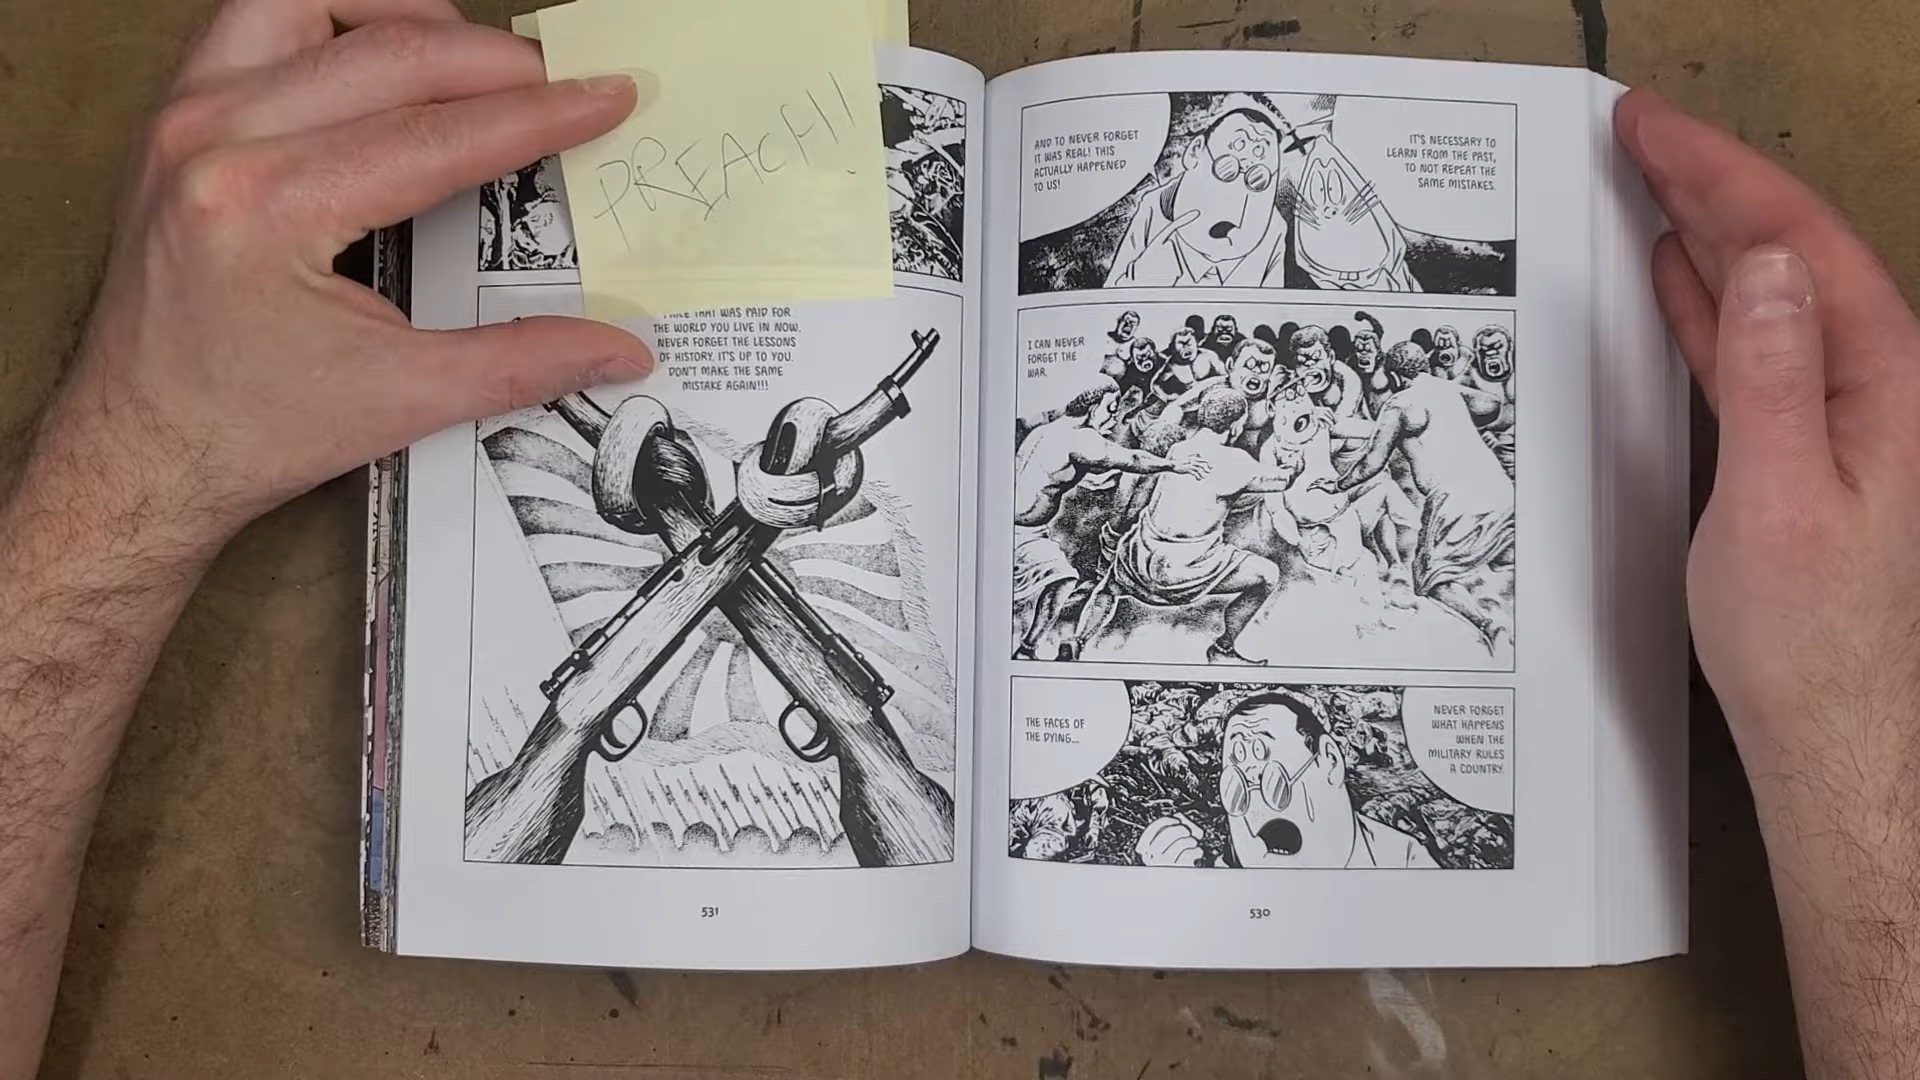 IT'S NECESSARY TO
LEARN FROM THE PAST,
TO NOT REPEAT THE
SAME MISTAKES.
AND TO NEVER FORGET
IT WAS REAL! THIS
ACTUALLY HAPPENED
TO US!
I CAN NEVER
FORGET THE
WAR.
NEVER FORGET
WHAT HAPPENS
WHEN THE
MILITARY RULES
A COUNTRY.
THE FACES OF
THE DYING...
530
PREACH!!
THAT WAS PAID FOR
THE WORLD YOU LIVE IN NOW.
NEVER FORGET THE LESSONS
OF HISTORY. IT'S UP TO YOU.
DON'T MAKE THE SAME
MISTAKE AGAIN!!!
531